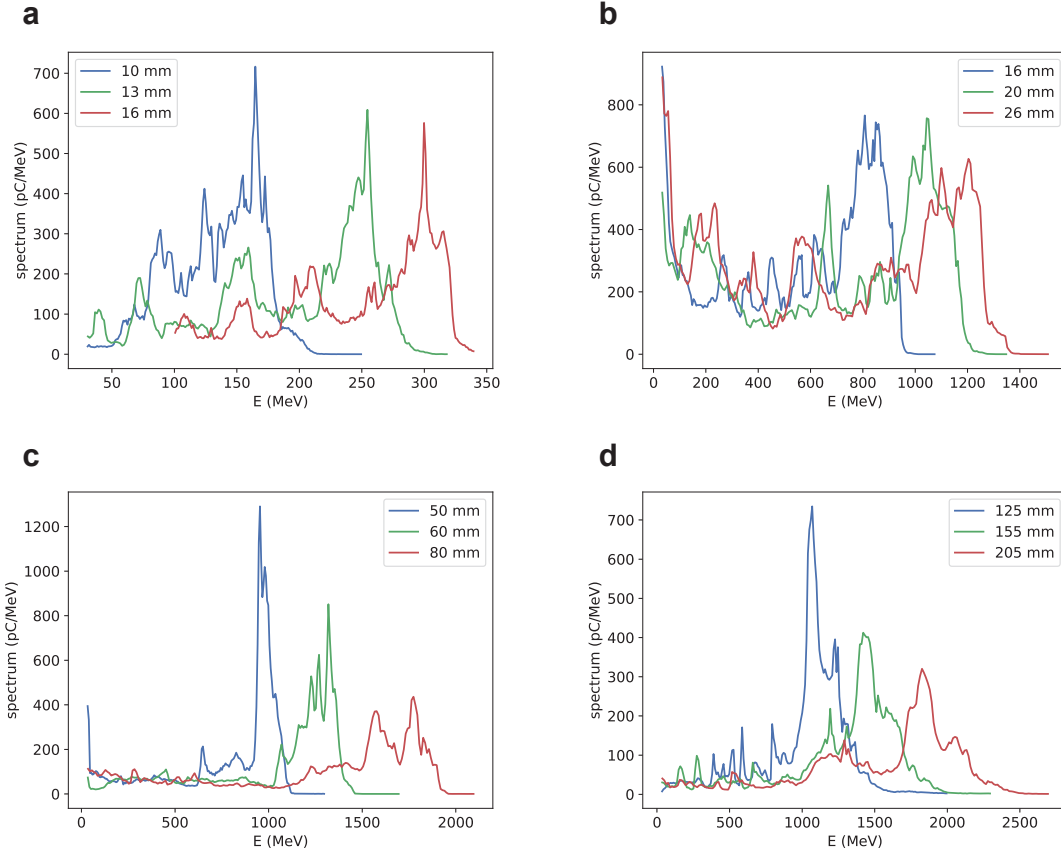 a
700
600
500
400
300
200
100
0
spectrum (pC/MeV)
10 mm
13 mm
16 mm
50 100 150 200 250 300 350
E (MeV)
b
800
600
400
200
0
spectrum (pC/MeV)
16 mm
20 mm
26 mm
0 200 400 600 800 1000 1200 1400
E (MeV)
c
1200
1000
800
600
400
200
0
spectrum (pC/MeV)
50 mm
60 mm
80 mm
0 500 1000 1500 2000
E (MeV)
d
700
600
500
400
300
200
100
0
spectrum (pC/MeV)
125 mm
155 mm
205 mm
0 500 1000 1500 2000 2500
E (MeV)